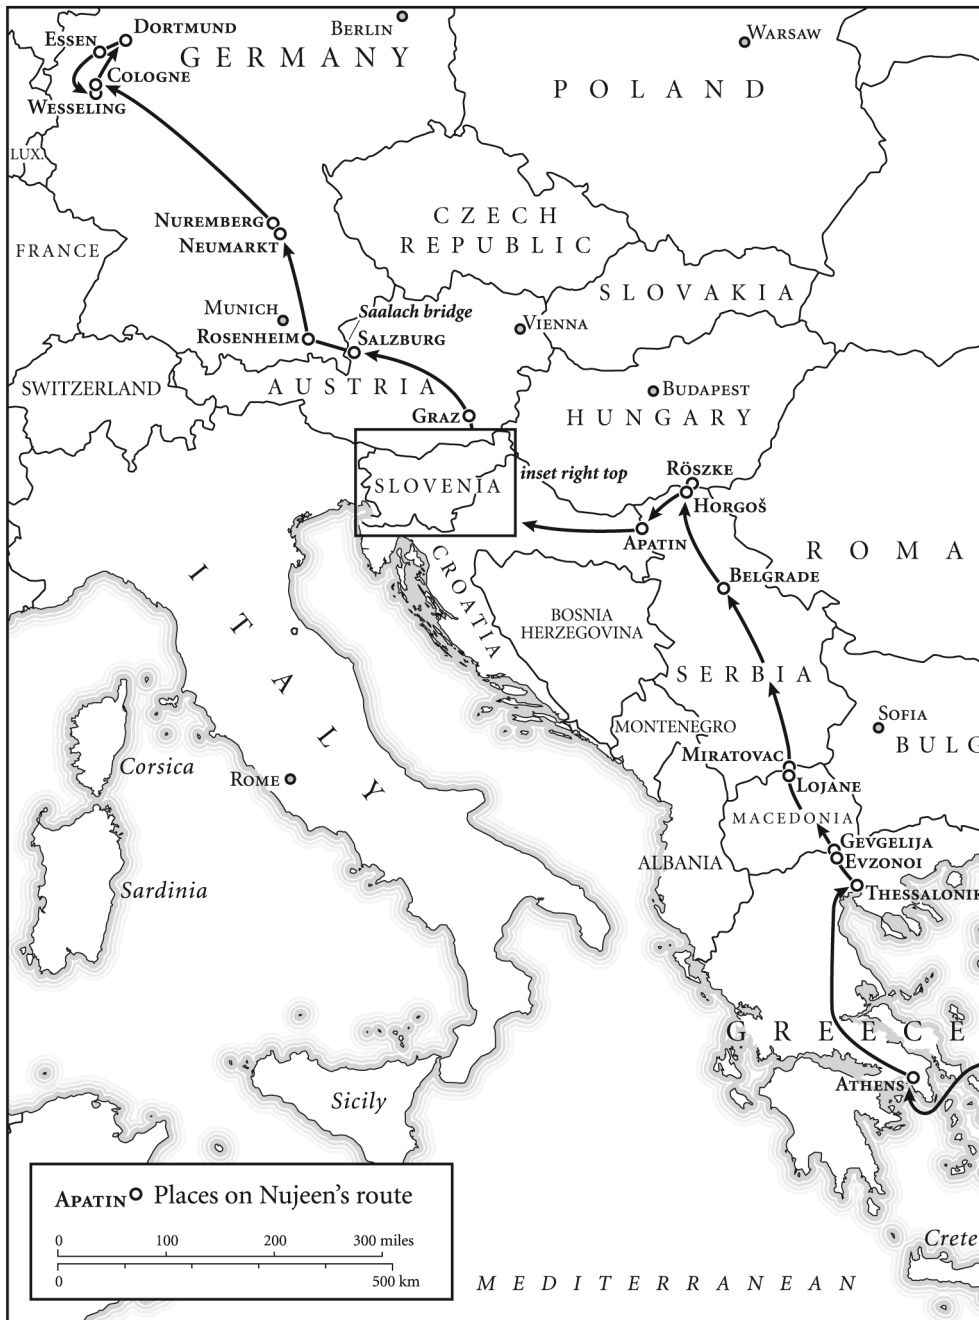 DORTMUND
ESSEN
BERLIN
WARSAW
GERMANY
COLOGNE
POLAND
WESSELING
LUX.
NUREMBERG
NEUMARKT
CZECH
REPUBLIC
FRANCE
SLOVAKIA
MUNICH
Saalach bridge
VIENNA
ROSENHEIM
SALZBURG
SWITZERLAND
AUSTRIA
BUDAPEST
GRAZ
HUNGARY
RÖSZKE
inset right top
SLOVENIA
HORGOŠ
APATIN
ROMA
CROATIA
BELGRADE
ITALY
BOSNIA
HERZEGOVINA
SERBIA
MONTENEGRO
SOFIA
BULG
MIRATOVAC
Corsica
ROME
LOJANE
MACEDONIA
GEVGELIJA
EVZONOI
ALBANIA
Sardinia
THESSALONIK
GREECE
ATHENS
Sicily
APATIN Places on Nujeen's route
0 100 200 300 miles
0 500 km
Crete
MEDITERRANEAN